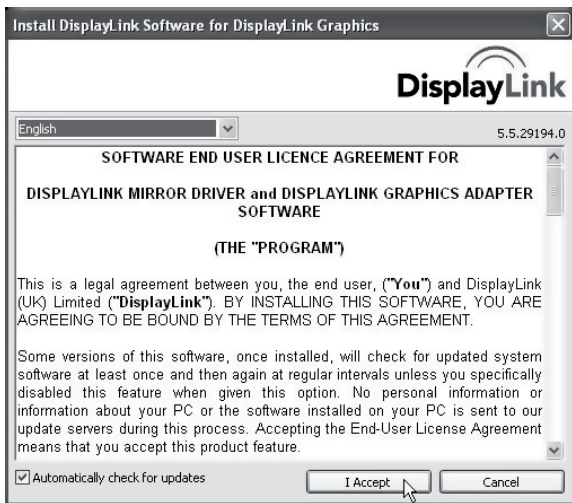 Install DisplayLink Software for DisplayLink Graphics
DisplayLink
English
5.5.29194.0
SOFTWARE END USER LICENCE AGREEMENT FOR
DISPLAYLINK MIRROR DRIVER and DISPLAYLINK GRAPHICS ADAPTER
SOFTWARE
(THE "PROGRAM")
This is a legal agreement between you, the end user, ("You") and DisplayLink
(UK) Limited ("DisplayLink"). BY INSTALLING THIS SOFTWARE, YOU ARE
AGREEING TO BE BOUND BY THE TERMS OF THIS AGREEMENT.
Some versions of this software, once installed, will check for updated system
software at least once and then again at regular intervals unless you specifically
disabled this feature when given this option. No personal information or
information about your PC or the software installed on your PC is sent to our
update servers during this process. Accepting the End-User License Agreement
means that you accept this product feature.
Automatically check for updates
I Accept
Cancel